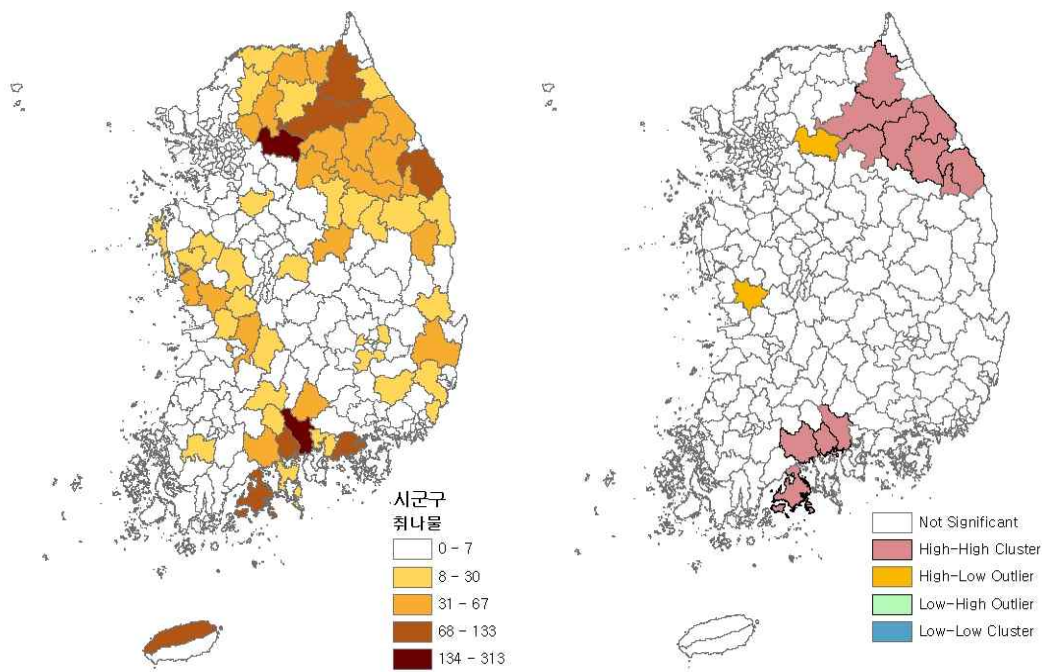 시군구
취나물
0 - 7
8 - 30
31 - 67
68 - 133
134 - 313
Not Significant
High-High Cluster
High-Low Outlier
Low-High Outlier
Low-Low Cluster